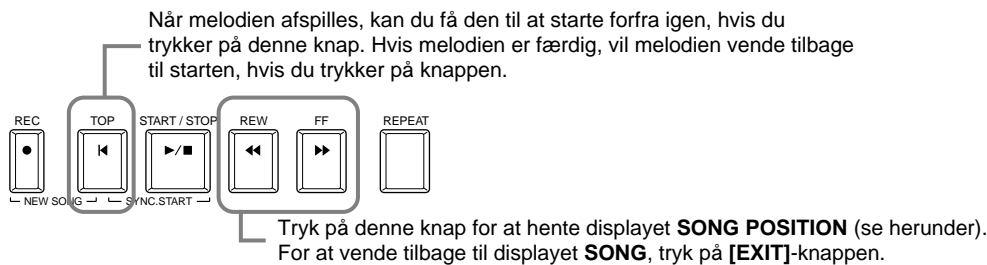 Når melodien afspilles, kan du få den til at starte forfra igen, hvis du
trykker på denne knap. Hvis melodien er færdig, vil melodien vende tilbage
til starten, hvis du trykker på knappen.
REC TOP START / STOP REW FF REPEAT
NEW SONG SYNC.START
Tryk på denne knap for at hente displayet SONG POSITION (se herunder).
For at vende tilbage til displayet SONG, tryk på [EXIT]-knappen.